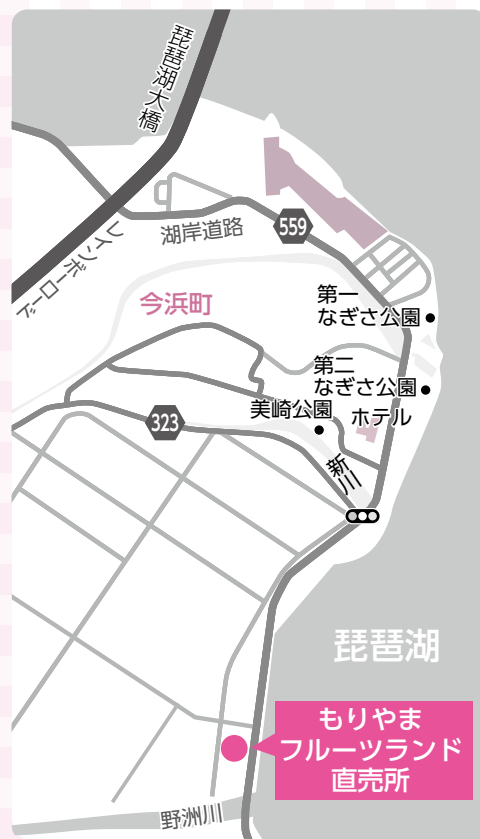 琵琶湖大橋
湖岸道路
559
レインボーロード
今浜町
第一
なぎさ公園
第二
なぎさ公園
美崎公園
ホテル
323
新川
琵琶湖
もりやま
フルーツランド
直売所
野洲川